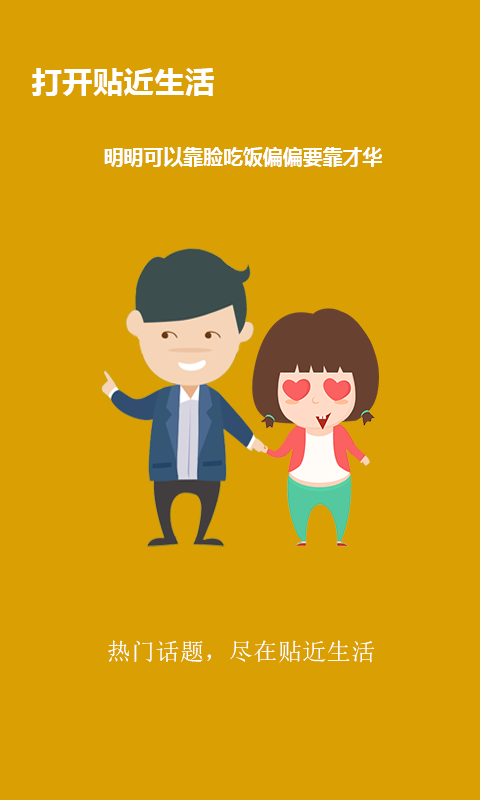 打开贴近生活
明明可以靠脸吃饭偏偏要靠才华
热门话题，尽在贴近生活